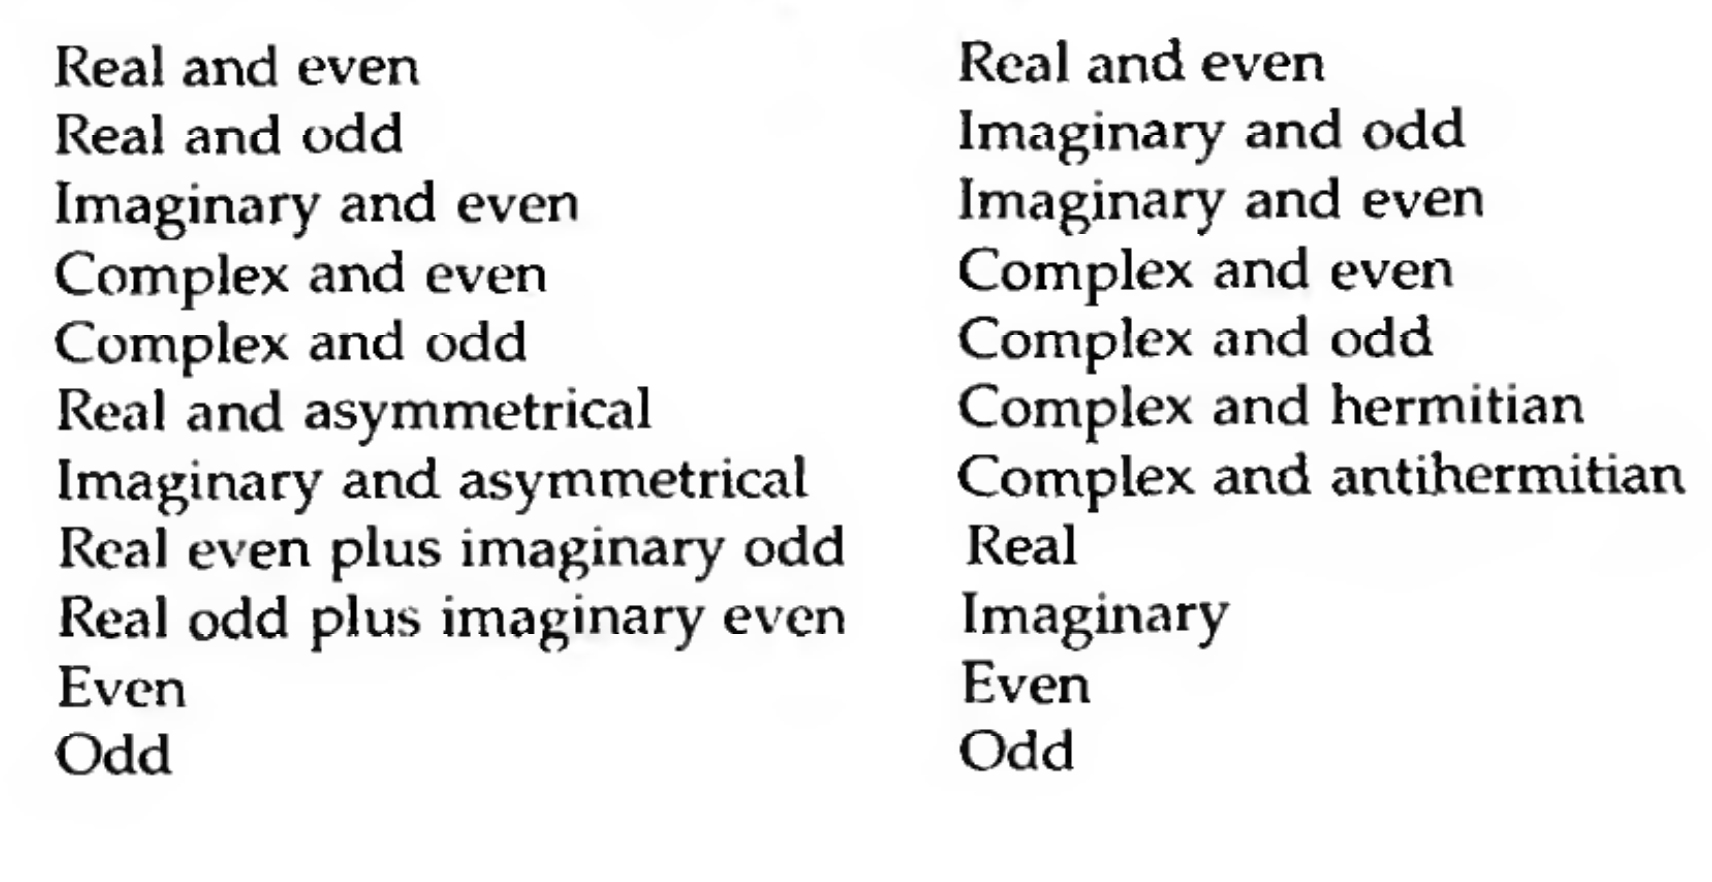 Real and even    Real and even
Real and odd    Imaginary and odd
Imaginary and even    Imaginary and even
Complex and even    Complex and even
Complex and odd    Complex and odd
Real and asymmetrical    Complex and hermitian
Imaginary and asymmetrical    Complex and antihermitian
Real even plus imaginary odd    Real
Real odd plus imaginary even    Imaginary
Even    Even
Odd    Odd